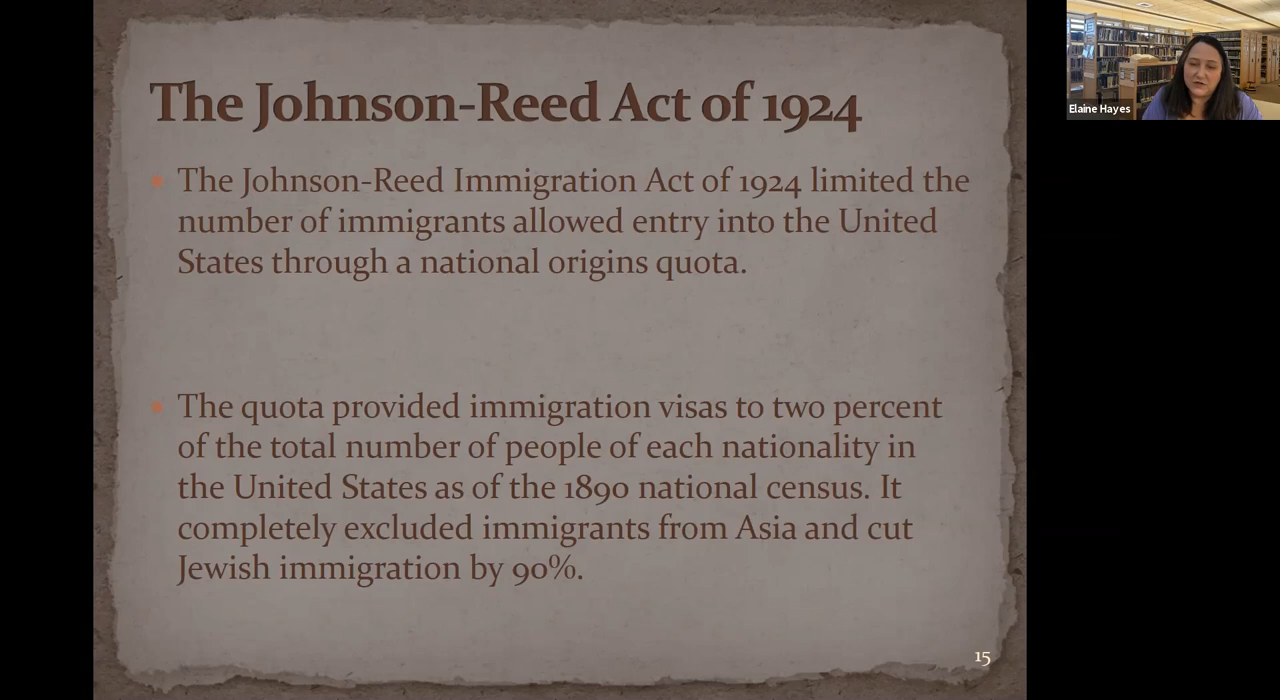 The Johnson-Reed Act of 1924
The Johnson-Reed Immigration Act of 1924 limited the
number of immigrants allowed entry into the United
States through a national origins quota.
The quota provided immigration visas to two percent
of the total number of people of each nationality in
the United States as of the 1890 national census. It
completely excluded immigrants from Asia and cut
Jewish immigration by 90%.
15
Elaine Hayes